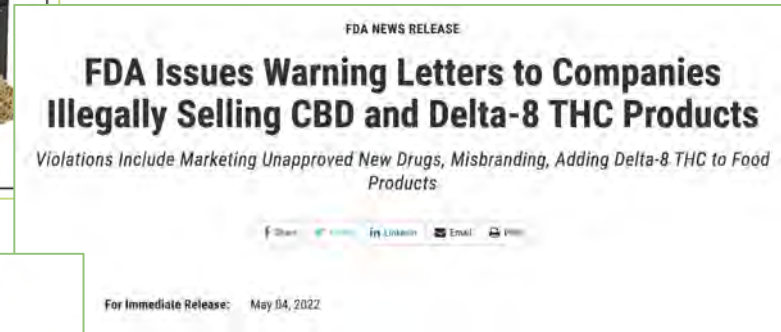 FDA NEWS RELEASE
FDA Issues Warning Letters to Companies
Illegally Selling CBD and Delta-8 THC Products
Violations Include Marketing Unapproved New Drugs, Misbranding, Adding Delta-8 THC to Food
Products
Share in Linkedin Email Print
For Immediate Release: May 04, 2022